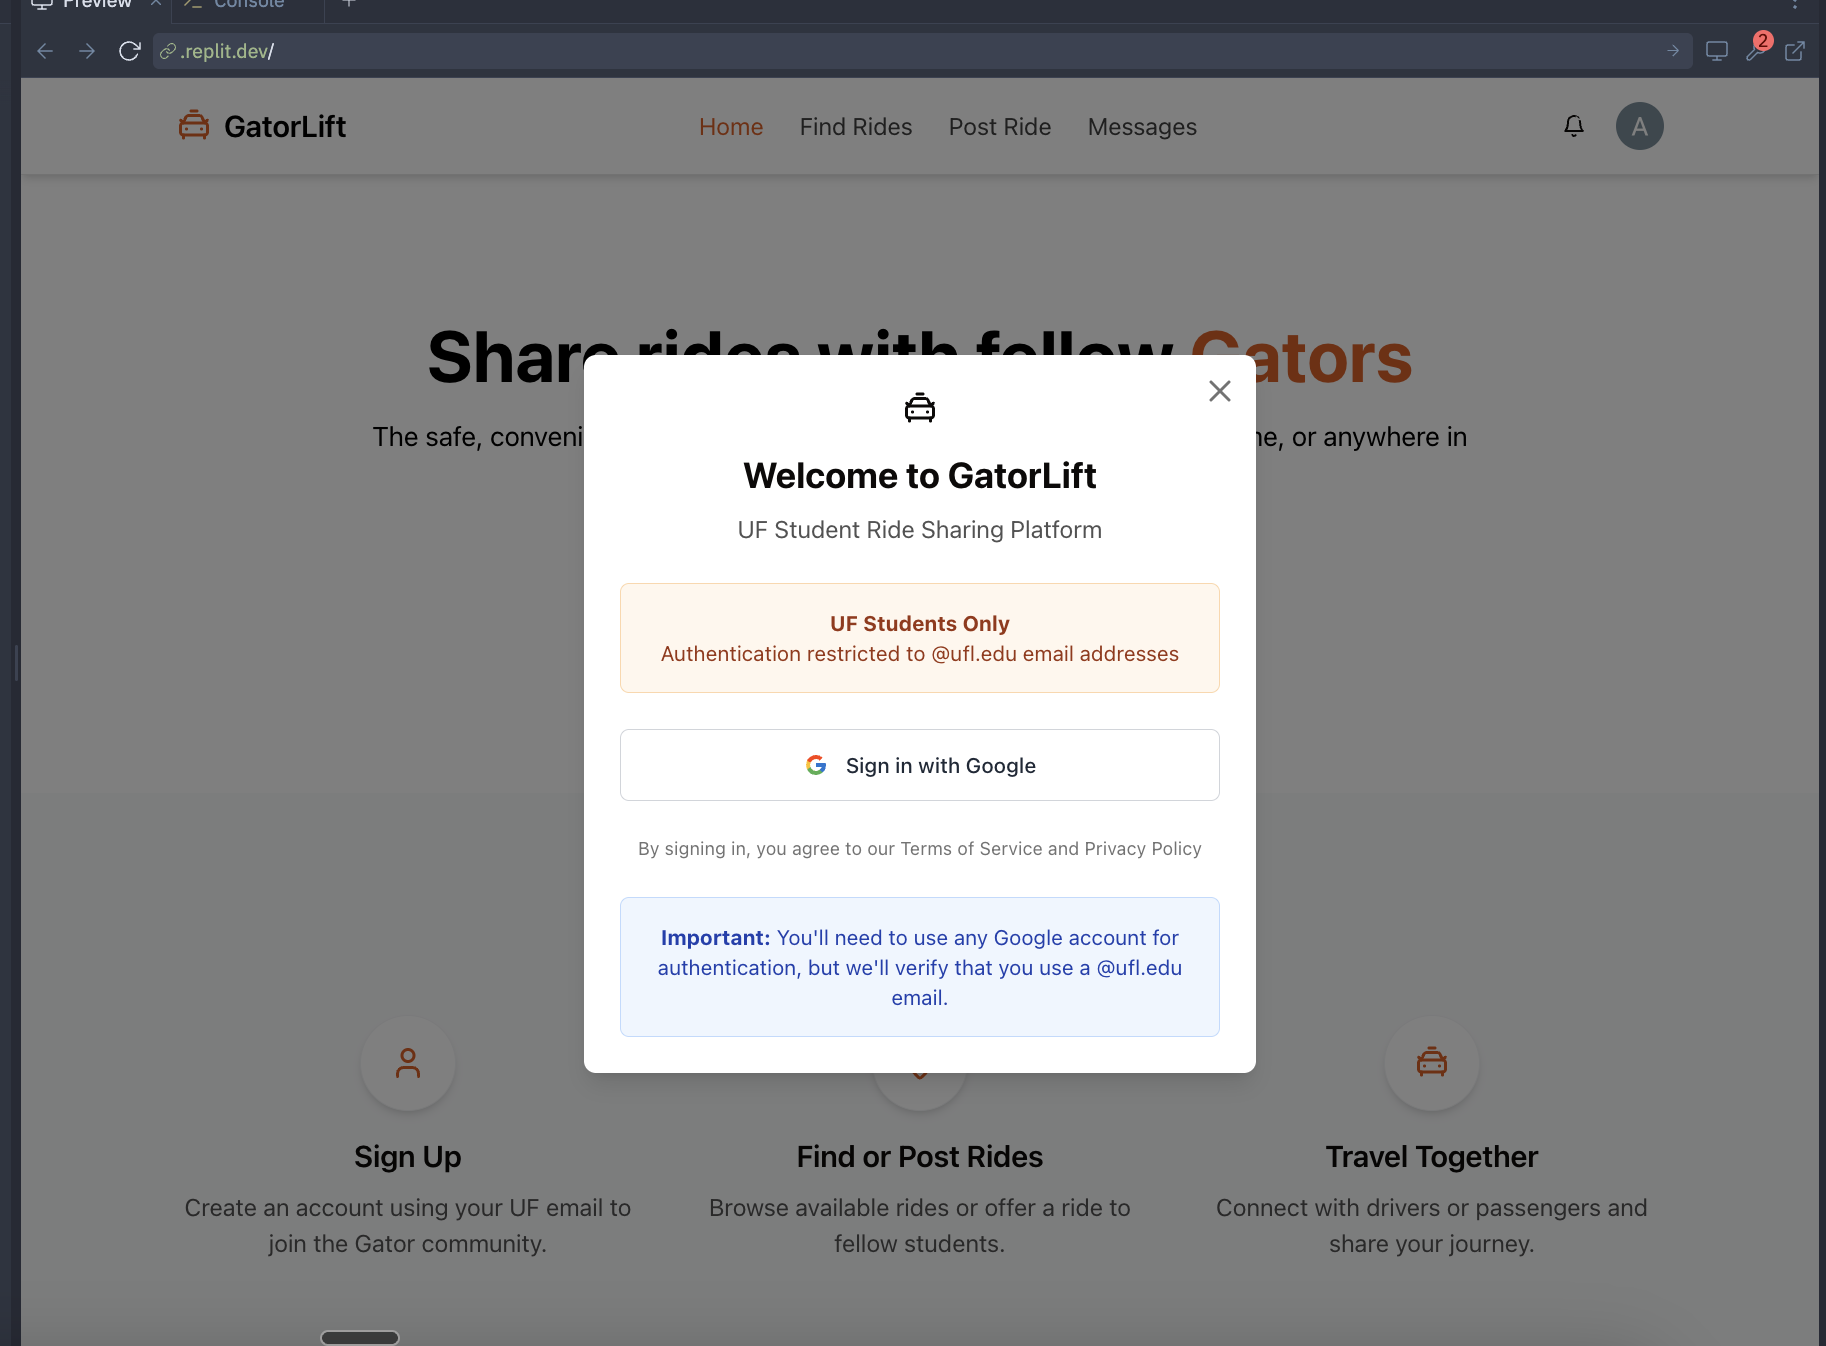 Preview
Console
.replit.dev/
2
GatorLift
Home Find Rides Post Ride Messages
A
Share rides with fellow Gators
The safe, conveni
ne, or anywhere in
Welcome to GatorLift
UF Student Ride Sharing Platform
UF Students Only
Authentication restricted to @ufl.edu email addresses
Sign in with Google
By signing in, you agree to our Terms of Service and Privacy Policy
Important: You'll need to use any Google account for
authentication, but we'll verify that you use a @ufl.edu
email.
Sign Up
Create an account using your UF email to
join the Gator community.
Find or Post Rides
Browse available rides or offer a ride to
fellow students.
Travel Together
Connect with drivers or passengers and
share your journey.